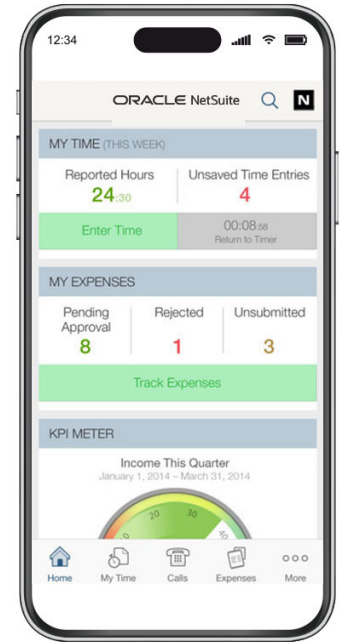 12:34
ORACLE NetSuite
N
MY TIME (THIS WEEK)
Reported Hours
24:30
Unsaved Time Entries
4
Enter Time
00:08:58
Return to Timer
MY EXPENSES
Pending
Approval
8
Rejected
1
Unsubmitted
3
Track Expenses
KPI METER
Income This Quarter
January 1, 2014 – March 31, 2014
20
30
40
Home
My Time
Calls
Expenses
More